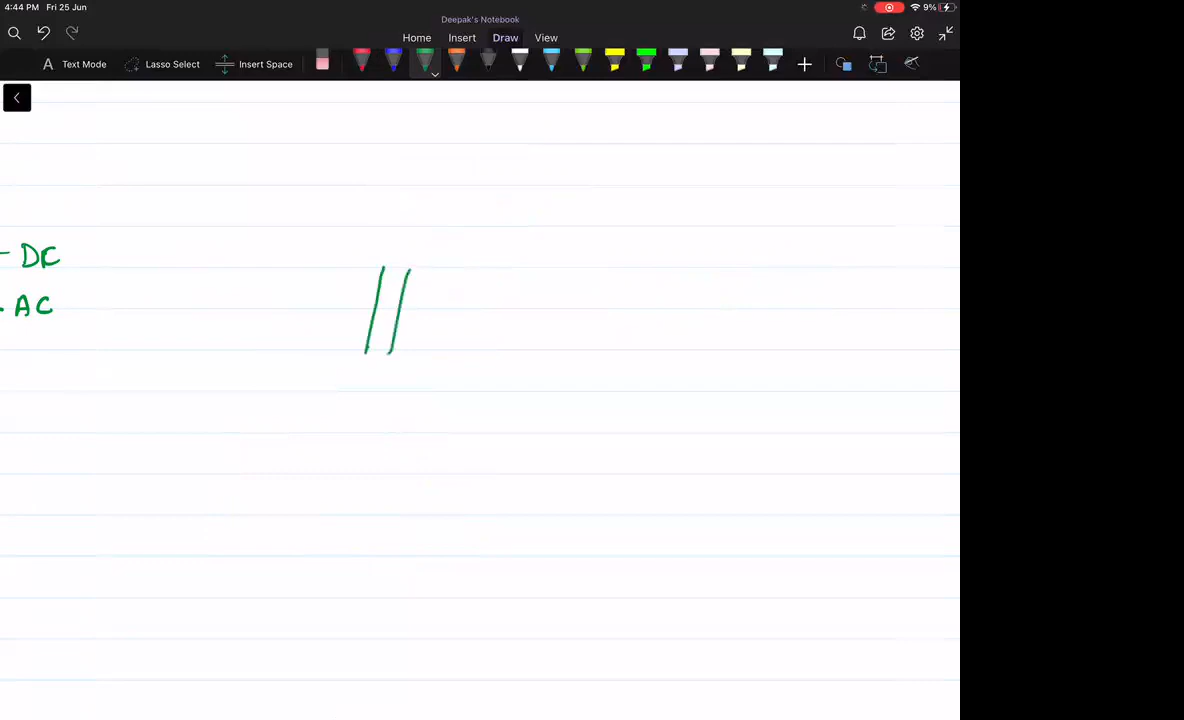 4:44 PM Fri 25 Jun
9%
Deepak's Notebook
Home Insert Draw View
A Text Mode Lasso Select Insert Space
- DC
. AC
//